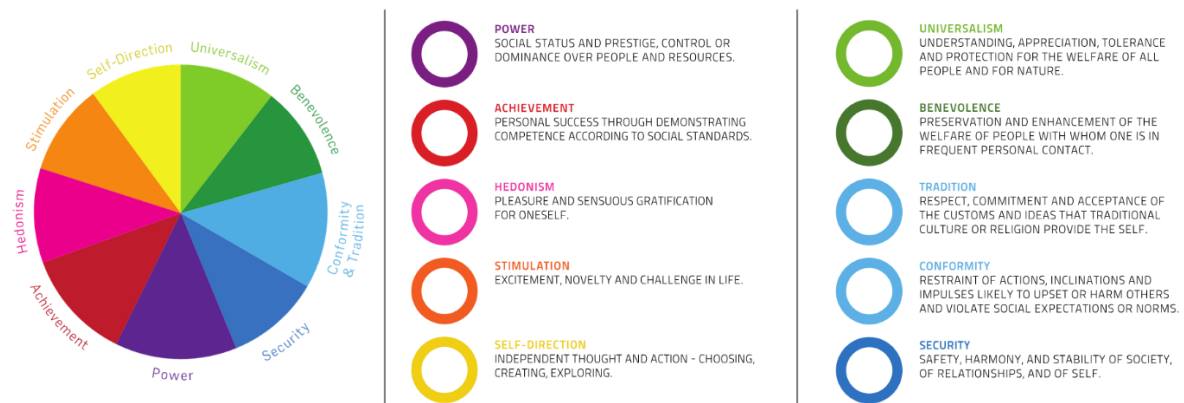 Self-Direction
Universalism
Stimulation
Benevolence
Hedonism
Conformity
& Tradition
Achievement
Security
Power
POWER
SOCIAL STATUS AND PRESTIGE, CONTROL OR
DOMINANCE OVER PEOPLE AND RESOURCES.
ACHIEVEMENT
PERSONAL SUCCESS THROUGH DEMONSTRATING
COMPETENCE ACCORDING TO SOCIAL STANDARDS.
HEDONISM
PLEASURE AND SENSUOUS GRATIFICATION
FOR ONESELF.
STIMULATION
EXCITEMENT, NOVELTY AND CHALLENGE IN LIFE.
SELF-DIRECTION
INDEPENDENT THOUGHT AND ACTION - CHOOSING,
CREATING, EXPLORING.
UNIVERSALISM
UNDERSTANDING, APPRECIATION, TOLERANCE
AND PROTECTION FOR THE WELFARE OF ALL
PEOPLE AND FOR NATURE.
BENEVOLENCE
PRESERVATION AND ENHANCEMENT OF THE
WELFARE OF PEOPLE WITH WHOM ONE IS IN
FREQUENT PERSONAL CONTACT.
TRADITION
RESPECT, COMMITMENT AND ACCEPTANCE OF
THE CUSTOMS AND IDEAS THAT TRADITIONAL
CULTURE OR RELIGION PROVIDE THE SELF.
CONFORMITY
RESTRAINT OF ACTIONS, INCLINATIONS AND
IMPULSES LIKELY TO UPSET OR HARM OTHERS
AND VIOLATE SOCIAL EXPECTATIONS OR NORMS.
SECURITY
SAFETY, HARMONY, AND STABILITY OF SOCIETY,
OF RELATIONSHIPS, AND OF SELF.